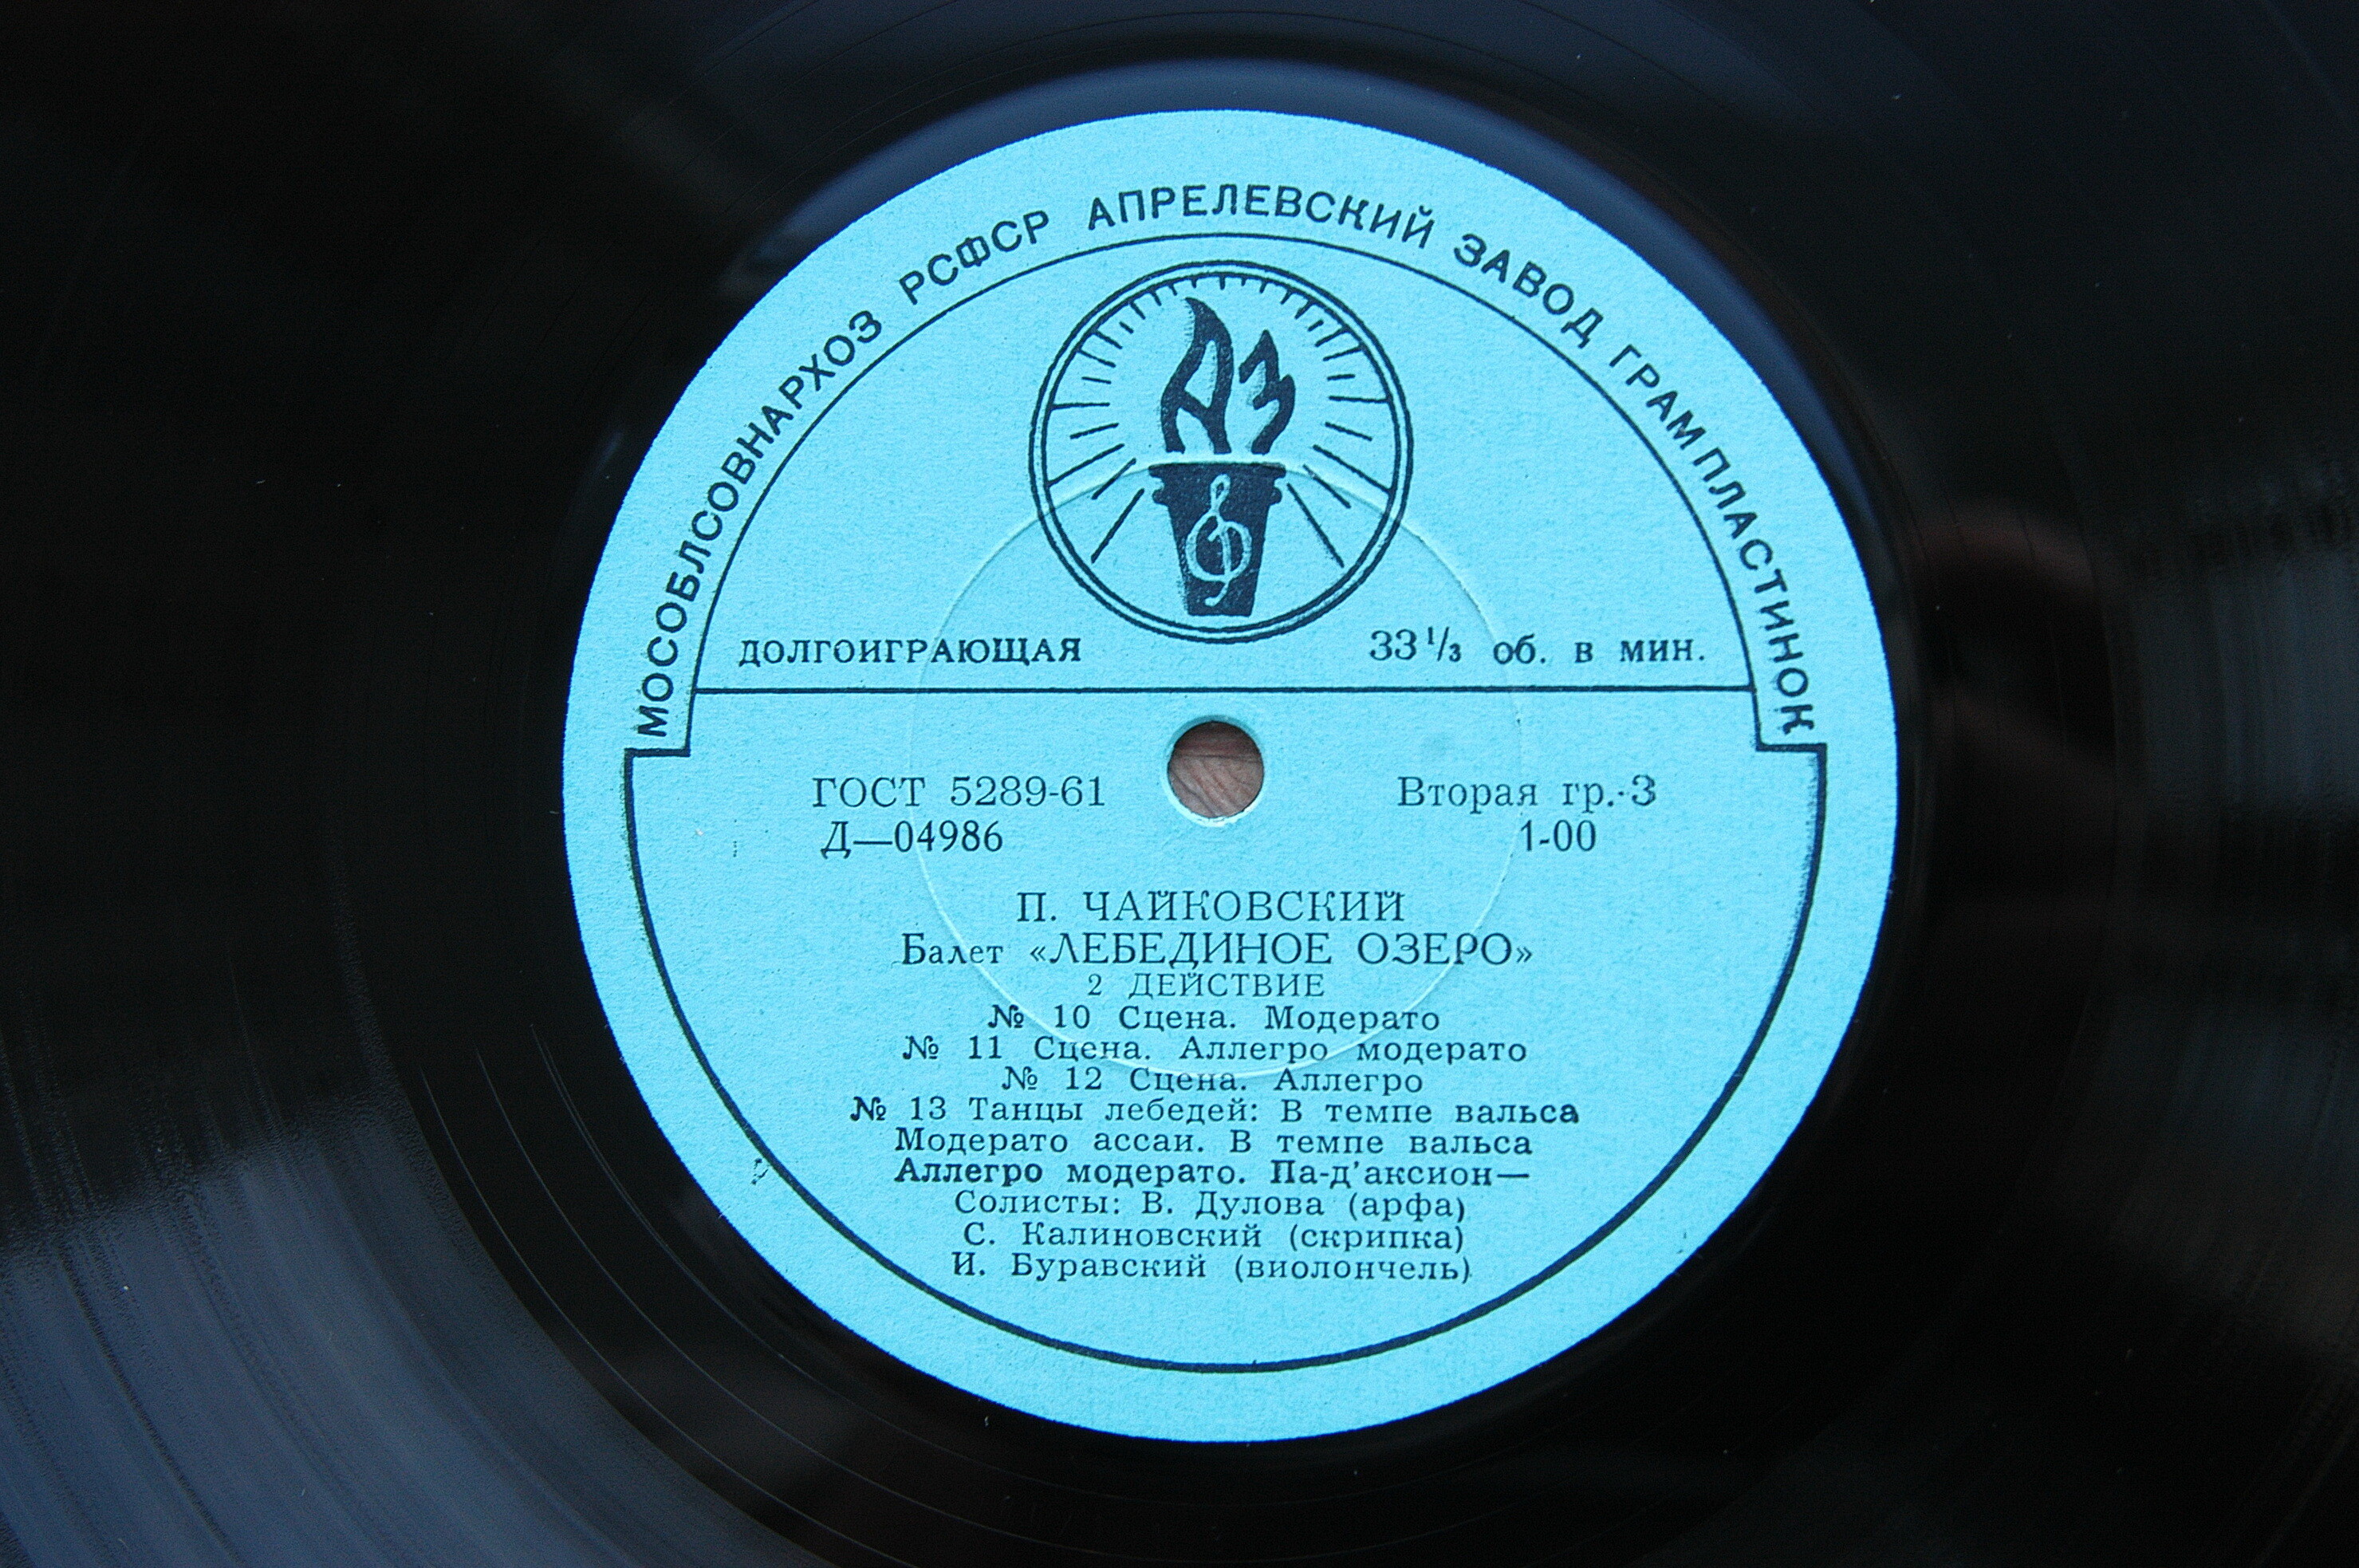 МОСОБЛСОВНАРХОЗ РСФСР АПРЕЛЕВСКИЙ ЗАВОД ГРАМПЛАСТИНОК
АЗ
ДОЛГОИГРАЮЩАЯ 33 1/3 об. в мин.
ГОСТ 5289-61 Вторая гр.-3
Д—04986 1-00
П. ЧАЙКОВСКИЙ
Балет «ЛЕБЕДИНОЕ ОЗЕРО»
2 ДЕЙСТВИЕ
№ 10 Сцена. Модерато
№ 11 Сцена. Аллегро модерато
№ 12 Сцена. Аллегро
№ 13 Танцы лебедей: В темпе вальса
Модерато ассаи. В темпе вальса
Аллегро модерато. Па-д'аксион—
Солисты: В. Дулова (арфа)
С. Калиновский (скрипка)
И. Буравский (виолончель)